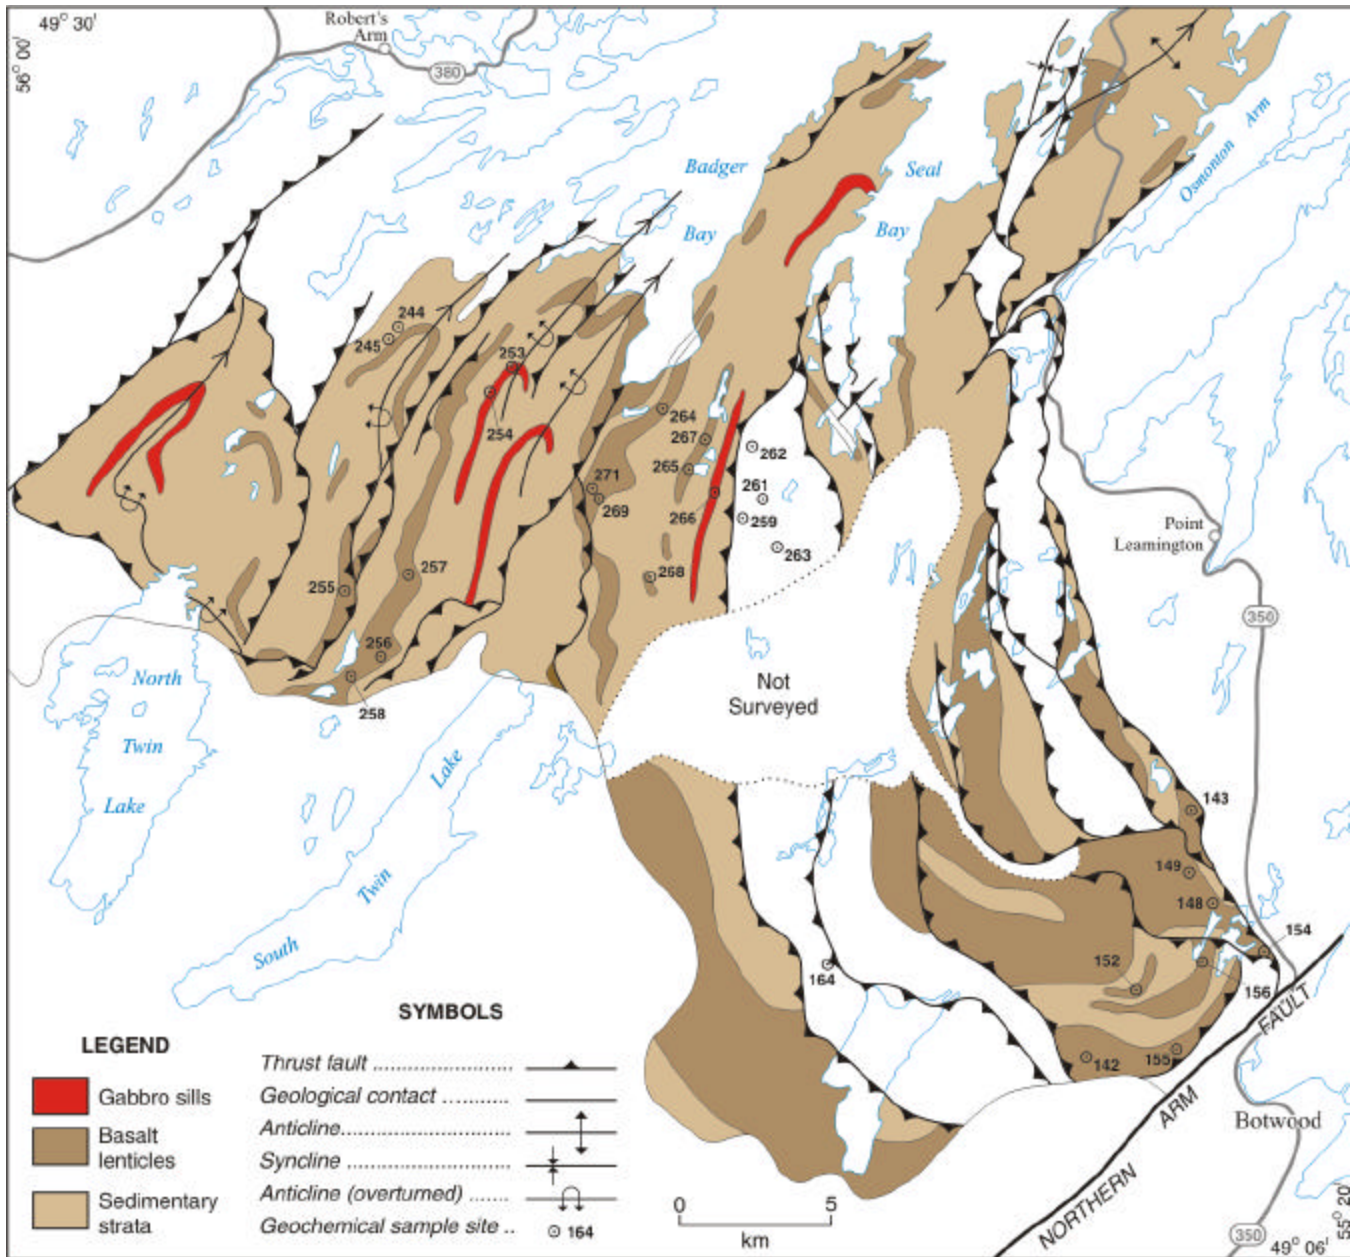 49° 30'
56° 00'
Robert's
Arm
380
Badger
Bay
Seal
Bay
Osmonton Arm
244
245
253
254
264
267
265
266
262
261
259
263
271
269
268
257
255
256
258
Point
Leamington
350
North
Twin
Lake
South
Twin
Lake
Not
Surveyed
143
149
148
154
152
156
164
142
155
NORTHERN ARM FAULT
Botwood
350
49° 06'
55° 20'
LEGEND
Gabbro sills
Basalt
lenticles
Sedimentary
strata
SYMBOLS
Thrust fault
Geological contact
Anticline
Syncline
Anticline (overturned)
Geochemical sample site
164
0 5
km